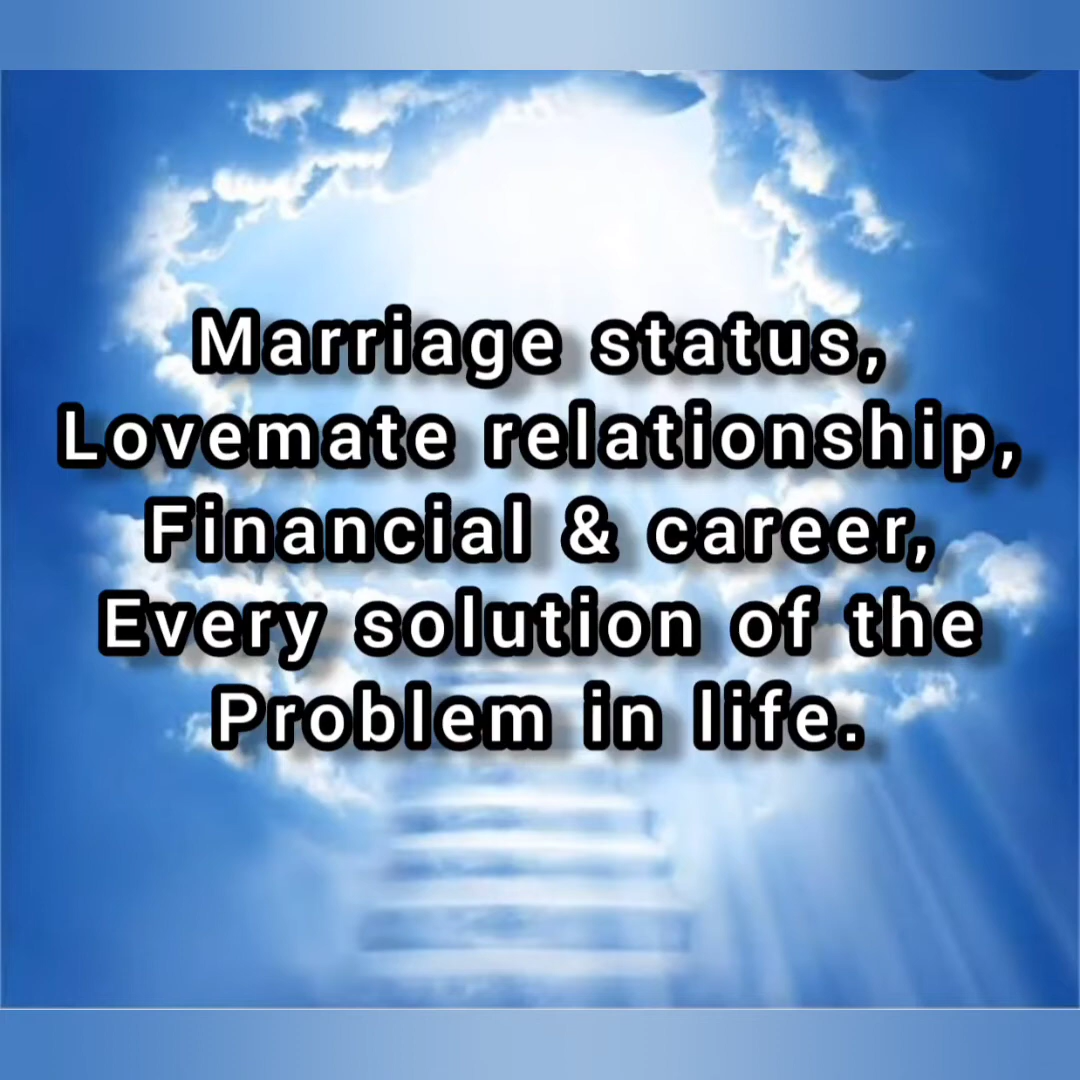 Marriage status,
Lovemate relationship,
Financial & career,
Every solution of the
Problem in life.